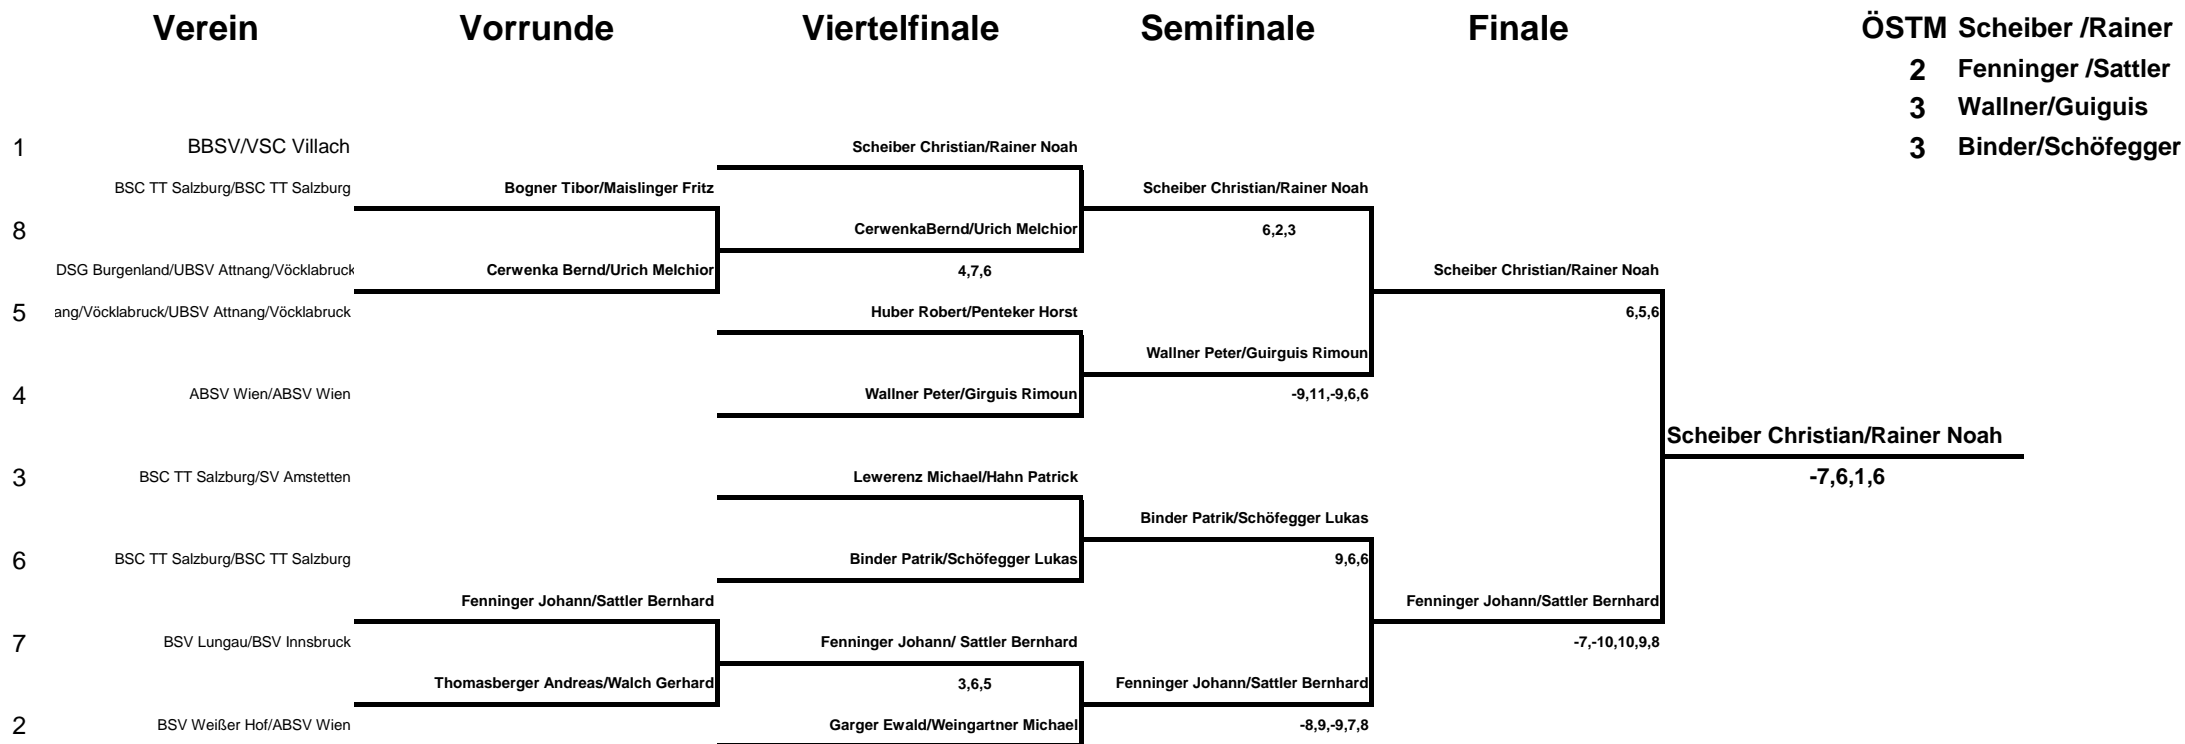 Verein Vorrunde Viertelfinale Semifinale Finale ÖSTM Scheiber /Rainer
2 Fenninger /Sattler
3 Wallner/Guiguis
1 BBSV/VSC Villach Scheiber Christian/Rainer Noah 3 Binder/Schöfegger
BSC TT Salzburg/BSC TT Salzburg Bogner Tibor/Maislinger Fritz Scheiber Christian/Rainer Noah
8 CerwenkaBernd/Urich Melchior 6,2,3
DSG Burgenland/UBSV Attnang/Vöcklabruck Cerwenka Bernd/Urich Melchior 4,7,6 Scheiber Christian/Rainer Noah
5 ang/Vöcklabruck/UBSV Attnang/Vöcklabruck Huber Robert/Penteker Horst 6,5,6
Wallner Peter/Guirguis Rimoun
4 ABSV Wien/ABSV Wien Wallner Peter/Girguis Rimoun -9,11,-9,6,6
Scheiber Christian/Rainer Noah
3 BSC TT Salzburg/SV Amstetten Lewerenz Michael/Hahn Patrick -7,6,1,6
Binder Patrik/Schöfegger Lukas
6 BSC TT Salzburg/BSC TT Salzburg Binder Patrik/Schöfegger Lukas 9,6,6
Fenninger Johann/Sattler Bernhard Fenninger Johann/Sattler Bernhard
7 BSV Lungau/BSV Innsbruck Fenninger Johann/ Sattler Bernhard -7,-10,10,9,8
Thomasberger Andreas/Walch Gerhard 3,6,5 Fenninger Johann/Sattler Bernhard
2 BSV Weißer Hof/ABSV Wien Garger Ewald/Weingartner Michael -8,9,-9,7,8